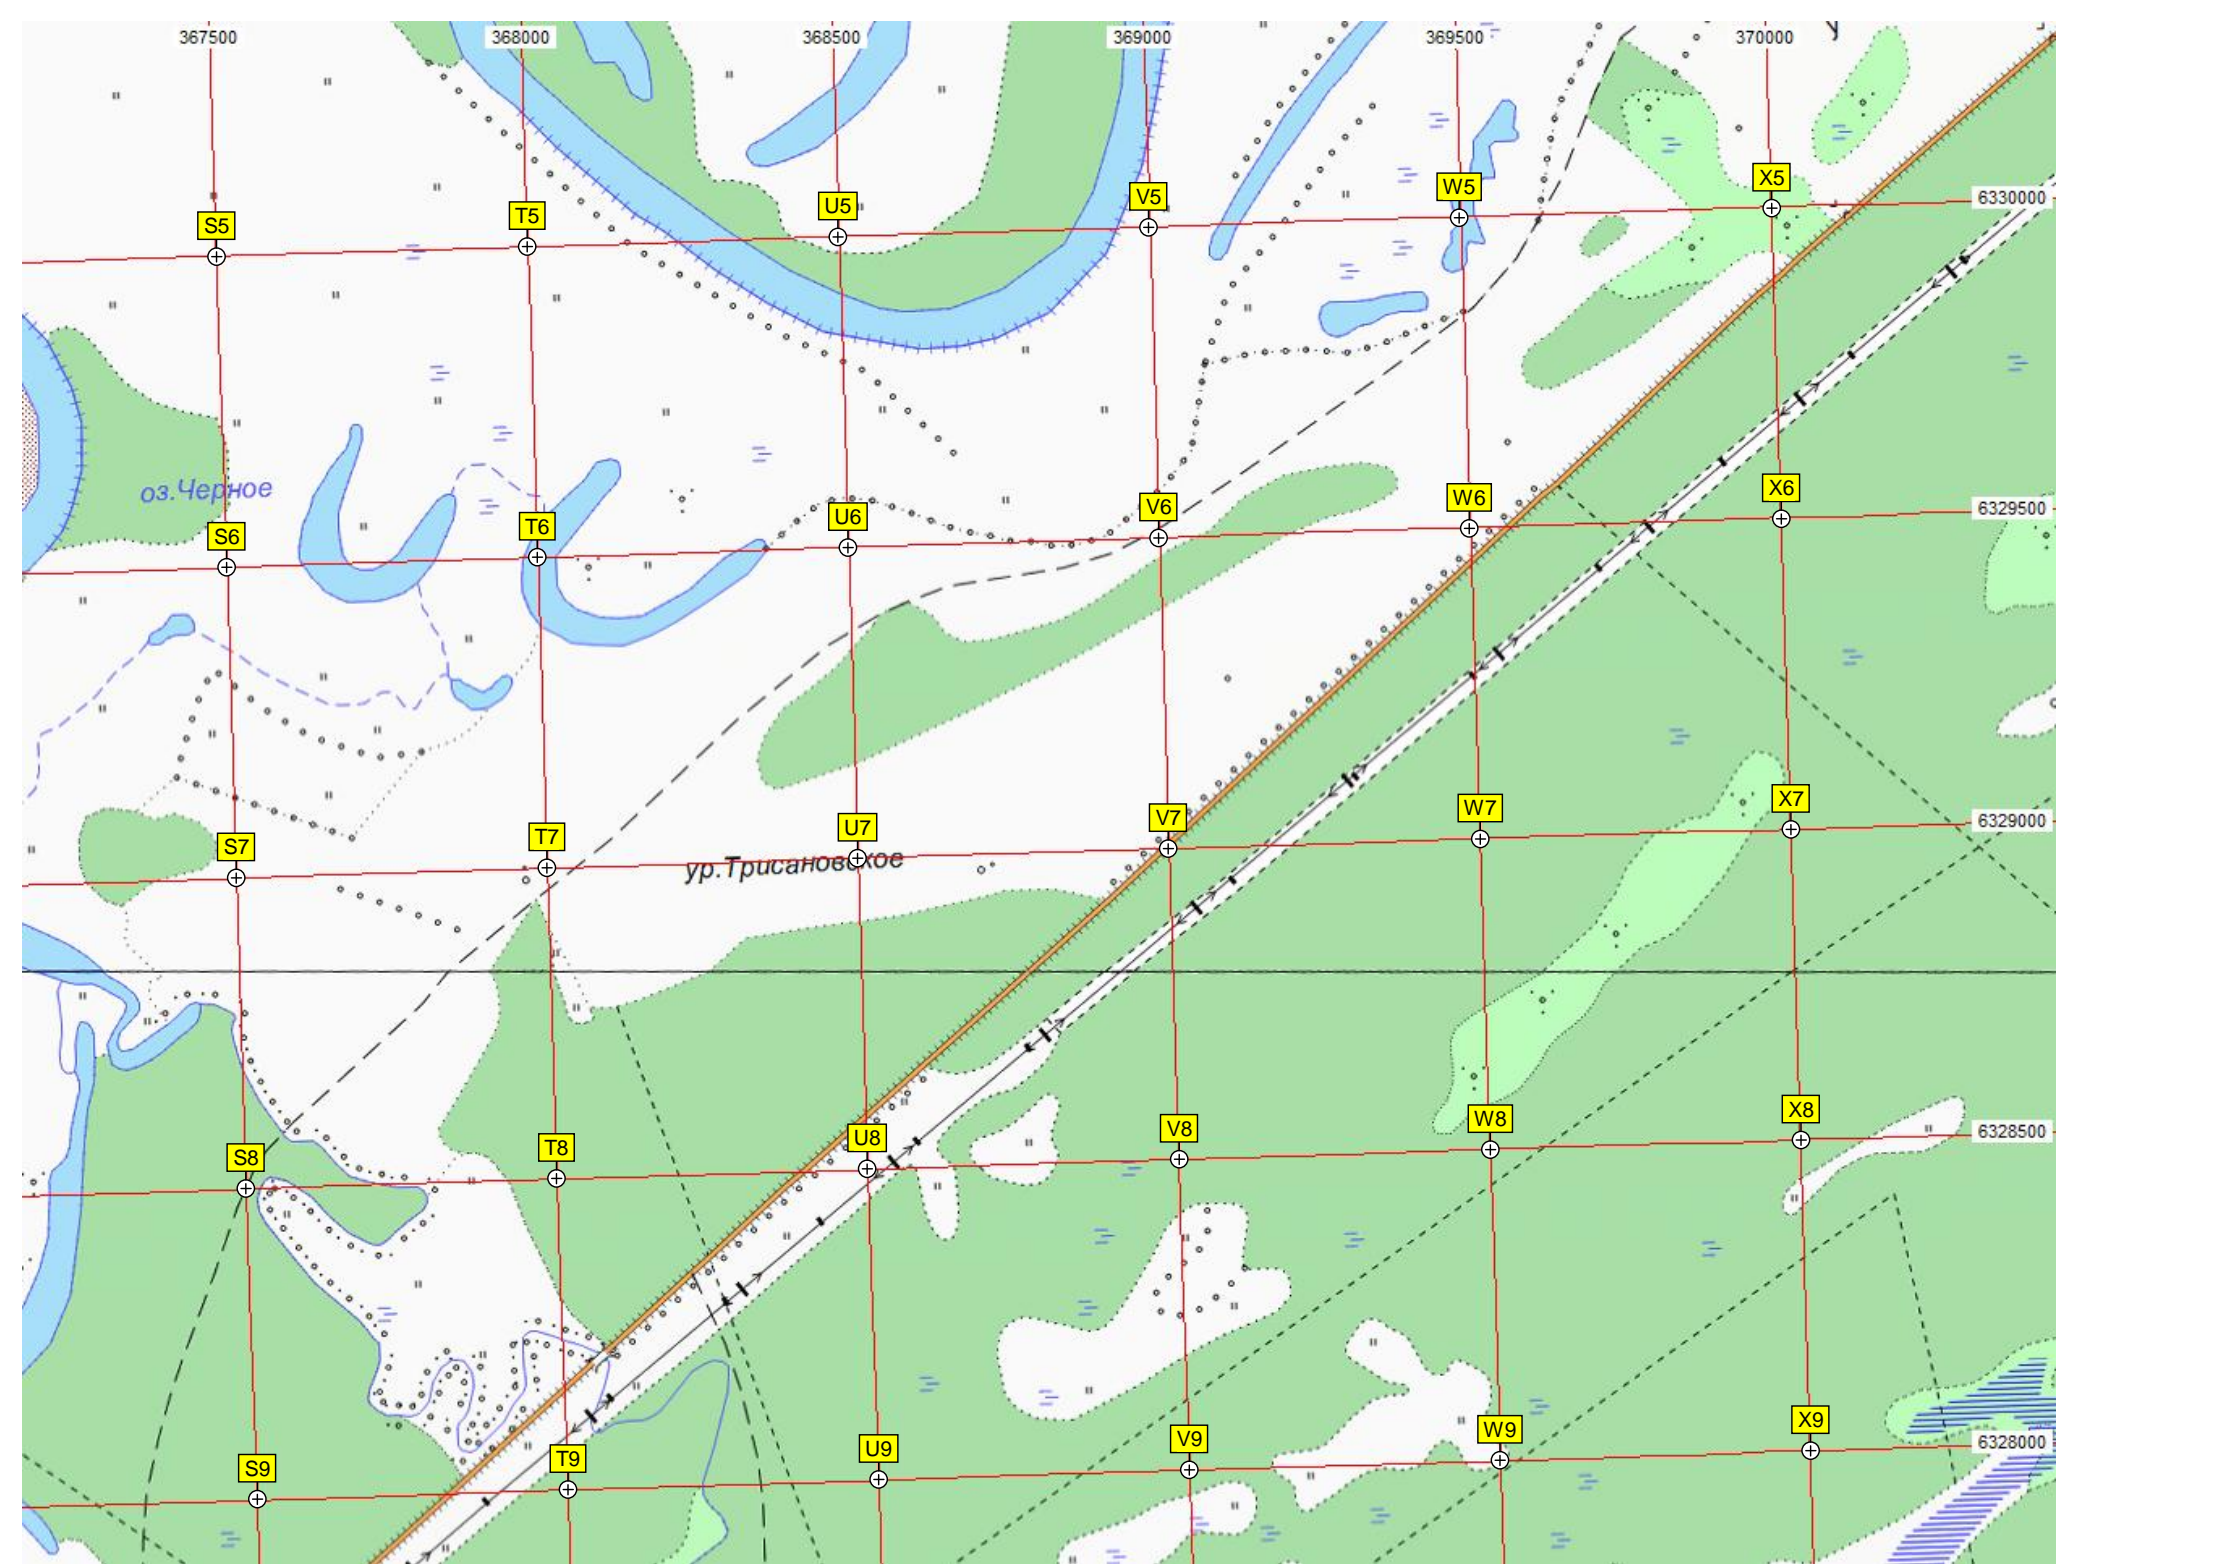 367500 368000 368500 369000 369500 370000
У
S5 T5 U5 V5 W5 X5 6330000
оз.Черное
S6 T6 U6 V6 W6 X6 6329500
S7 T7 U7 V7 W7 X7 6329000
ур.Трисановское
S8 T8 U8 V8 W8 X8 6328500
S9 T9 U9 V9 W9 X9 6328000